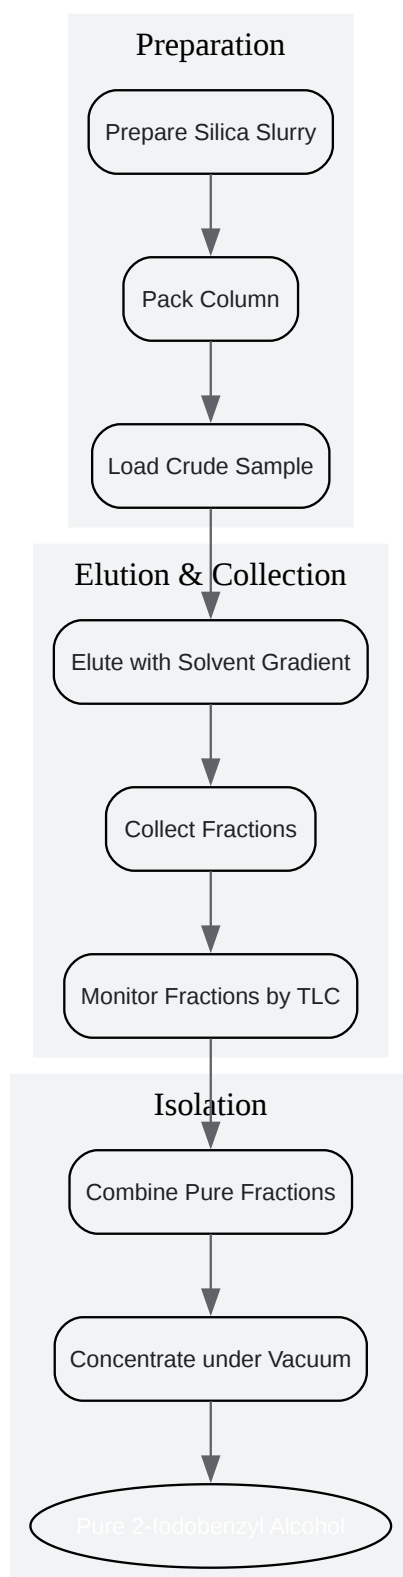 Preparation
Prepare Silica Slurry
Pack Column
Load Crude Sample
Elution & Collection
Elute with Solvent Gradient
Collect Fractions
Monitor Fractions by TLC
Isolation
Combine Pure Fractions
Concentrate under Vacuum
Pure 2-Iodobenzyl Alcohol